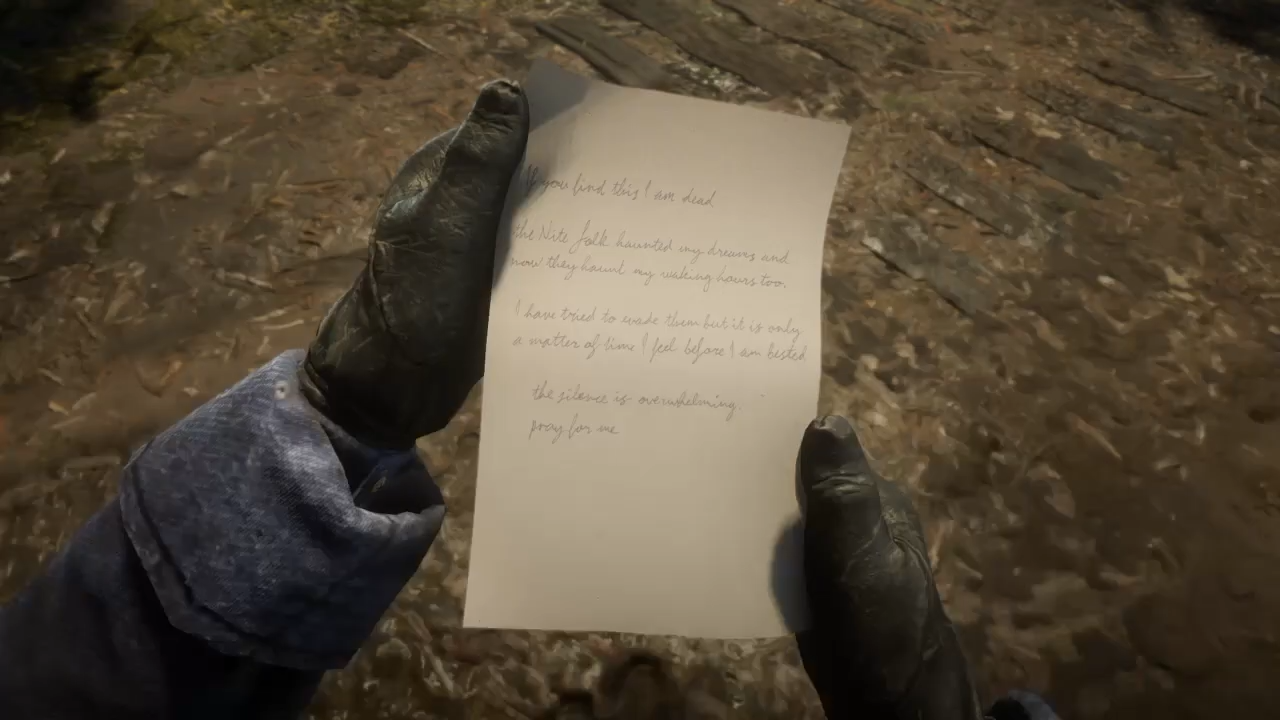 If you find this I am dead
the Nite folk haunted my dreams and
now they haunt my waking hours too.
I have tried to evade them but it is only
a matter of time I feel before I am bested
the silence is overwhelming.
pray for me